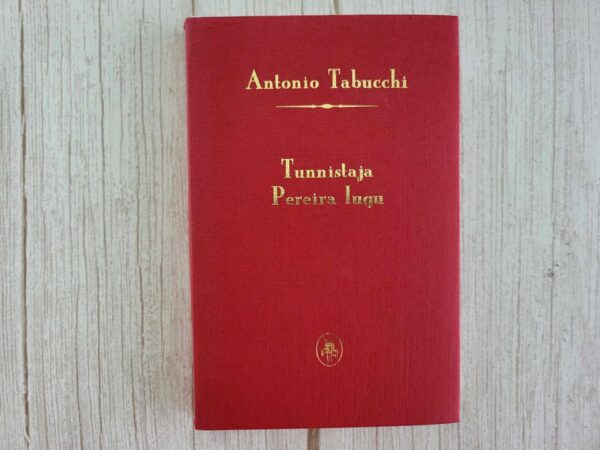 Antonio Tabucchi
Tunnistaja
Pereira lugu